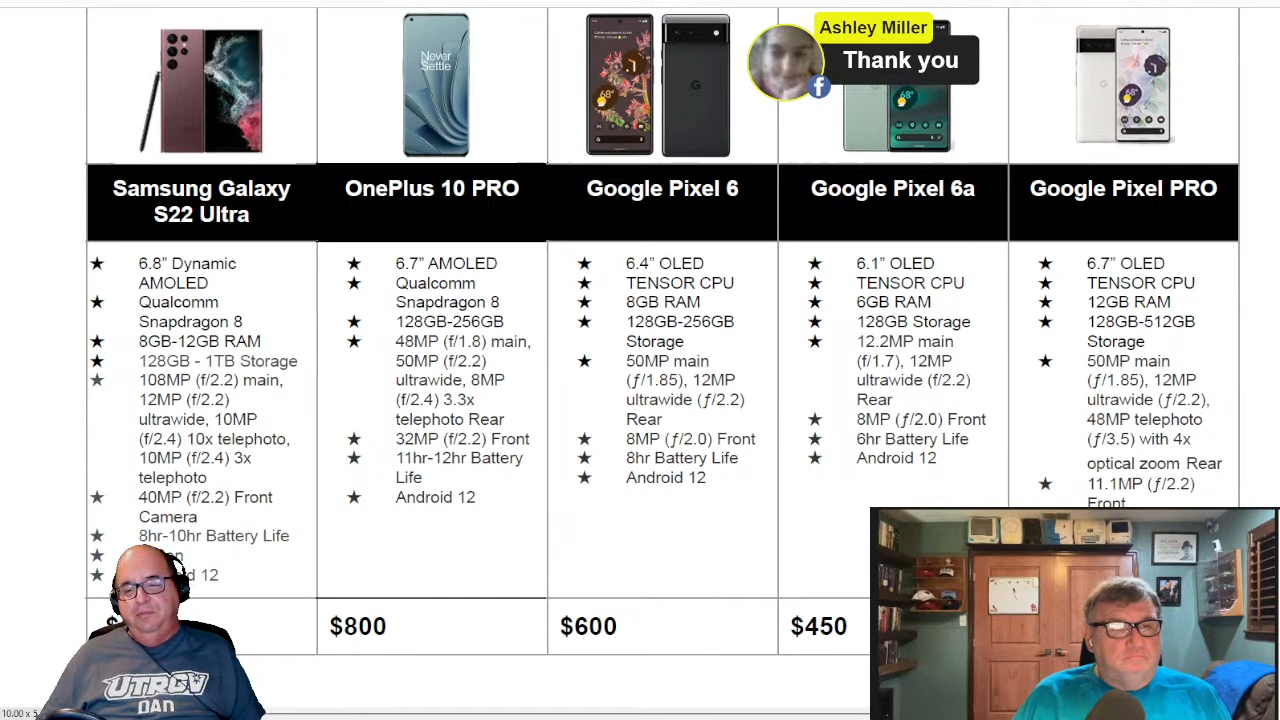 Ashley Miller
Thank you
Never
Settle
68°
68°
68°
Samsung Galaxy
S22 Ultra
OnePlus 10 PRO
Google Pixel 6
Google Pixel 6a
Google Pixel PRO
★ 6.8” Dynamic
AMOLED
★ Qualcomm
Snapdragon 8
★ 8GB-12GB RAM
★ 128GB - 1TB Storage
★ 108MP (f/2.2) main,
12MP (f/2.2)
ultrawide, 10MP
(f/2.4) 10x telephoto,
10MP (f/2.4) 3x
telephoto
★ 40MP (f/2.2) Front
Camera
★ 8hr-10hr Battery Life
★
★ 12
★ 6.7” AMOLED
★ Qualcomm
Snapdragon 8
★ 128GB-256GB
★ 48MP (f/1.8) main,
50MP (f/2.2)
ultrawide, 8MP
(f/2.4) 3.3x
telephoto Rear
★ 32MP (f/2.2) Front
★ 11hr-12hr Battery
Life
★ Android 12
★ 6.4” OLED
★ TENSOR CPU
★ 8GB RAM
★ 128GB-256GB
Storage
★ 50MP main
(ƒ/1.85), 12MP
ultrawide (ƒ/2.2)
Rear
★ 8MP (ƒ/2.0) Front
★ 8hr Battery Life
★ Android 12
★ 6.1” OLED
★ TENSOR CPU
★ 6GB RAM
★ 128GB Storage
★ 12.2MP main
(f/1.7), 12MP
ultrawide (f/2.2)
Rear
★ 8MP (ƒ/2.0) Front
★ 6hr Battery Life
★ Android 12
★ 6.7” OLED
★ TENSOR CPU
★ 12GB RAM
★ 128GB-512GB
Storage
★ 50MP main
(ƒ/1.85), 12MP
ultrawide (ƒ/2.2),
48MP telephoto
(ƒ/3.5) with 4x
optical zoom Rear
★ 11.1MP (ƒ/2.2)
Front
$800
$600
$450
UTRGV
DAN
10.00 x 5